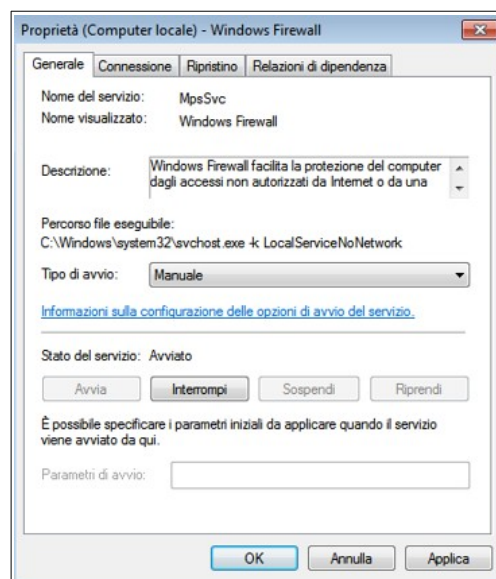 Proprietà (Computer locale) - Windows Firewall
Generale Connessione Ripristino Relazioni di dipendenza
Nome del servizio: MpsSvc
Nome visualizzato: Windows Firewall
Descrizione: Windows Firewall facilita la protezione del computer
dagli accessi non autorizzati da Internet o da una
Percorso file eseguibile:
C:\Windows\system32\svchost.exe -k LocalServiceNoNetwork
Tipo di avvio: Manuale
Informazioni sulla configurazione delle opzioni di avvio del servizio.
Stato del servizio: Avviato
Avvia Interrompi Sospendi Riprendi
È possibile specificare i parametri iniziali da applicare quando il servizio
viene avviato da qui.
Parametri di avvio:
OK Annulla Applica